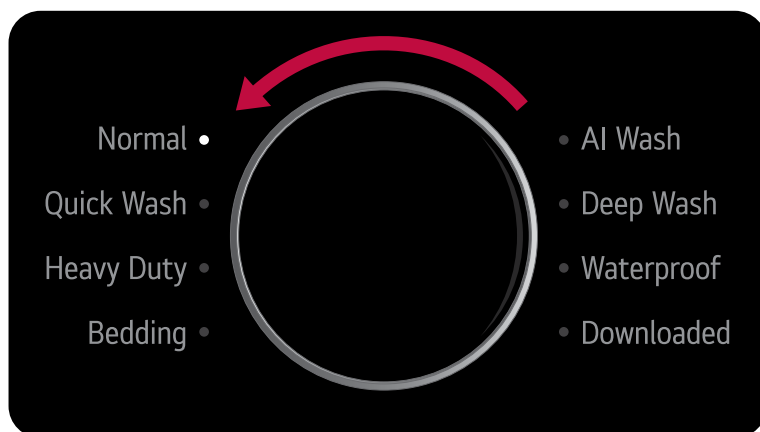 Normal
Quick Wash
Heavy Duty
Bedding
AI Wash
Deep Wash
Waterproof
Downloaded